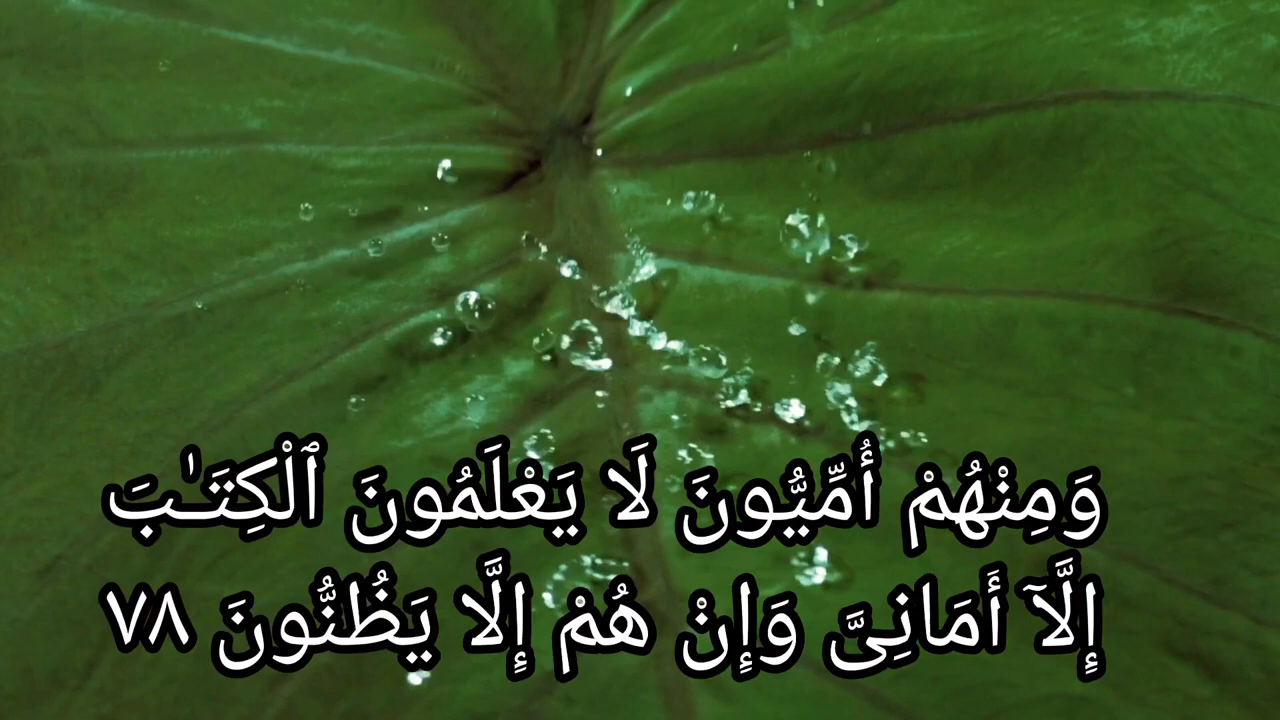 وَمِنْهُمْ أُمِّيُّونَ لَا يَعْلَمُونَ ٱلْكِتَـٰبَ
إِلَّآ أَمَانِىَّ وَإِنْ هُمْ إِلَّا يَظُنُّونَ ٧٨